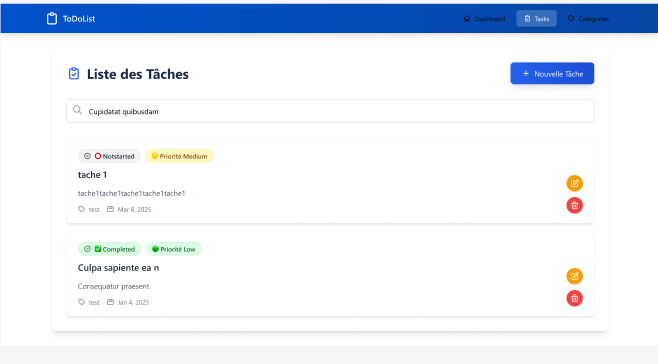 ToDoList
Dashboard Tasks Categories
Liste des Tâches
+ Nouvelle Tâche
Cupidatat quibusdam
Notstarted Priorité Medium
tache 1
tache1tache1tache1tache1tache1
test Mar 8, 2025
Completed Priorité Low
Culpa sapiente ea n
Consequatur praesent
test Jan 4, 2025